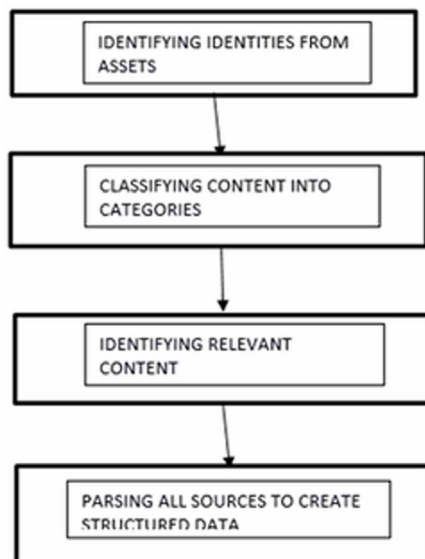 IDENTIFYING IDENTITIES FROM
ASSETS
CLASSIFYING CONTENT INTO
CATEGORIES
IDENTIFYING RELEVANT
CONTENT
PARSING ALL SOURCES TO CREATE
STRUCTURED DATA